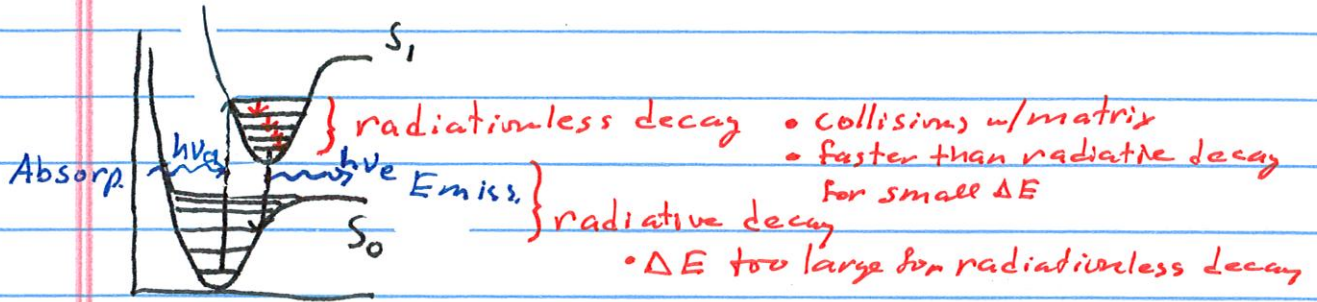 S₁
} radiationless decay • collisions w/matrix
• faster than radiative decay
for small ΔE
Absorp. hνa hνe Emiss.
} radiative decay
S₀
• ΔE too large for radiationless decay